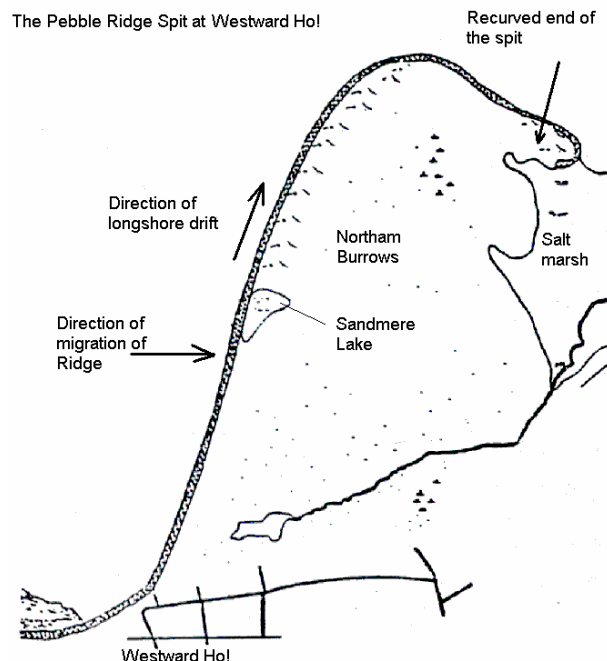 The Pebble Ridge Spit at Westward Ho!
Recurved end of
the spit
Direction of
longshore drift
Northam
Burrows
Salt
marsh
Direction of
migration of
Ridge
Sandmere
Lake
Westward Ho!